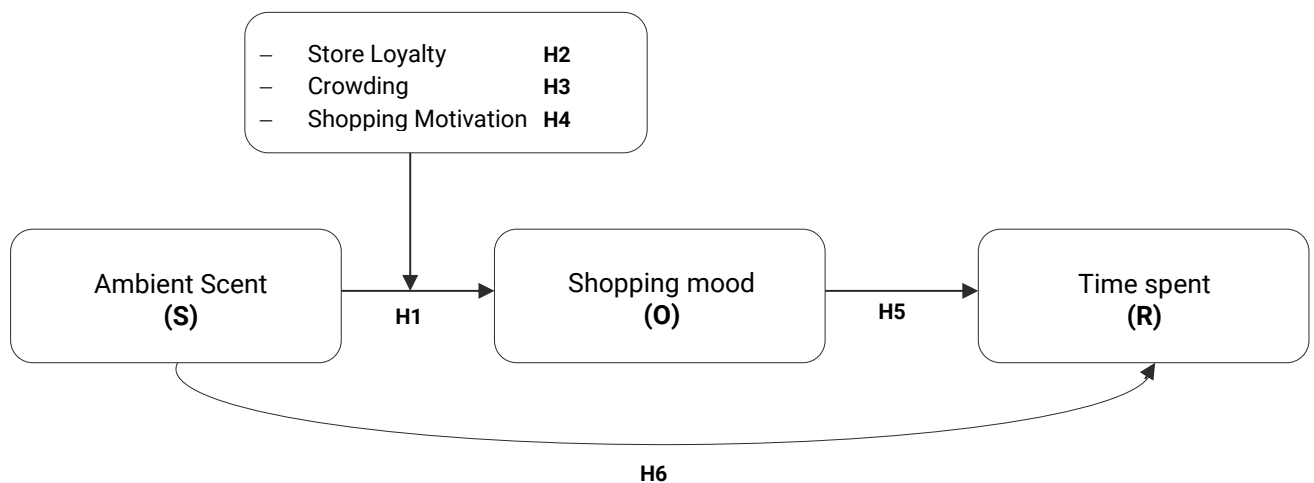 – Store Loyalty H2
– Crowding H3
– Shopping Motivation H4
Ambient Scent
(S)
H1
Shopping mood
(O)
H5
Time spent
(R)
H6